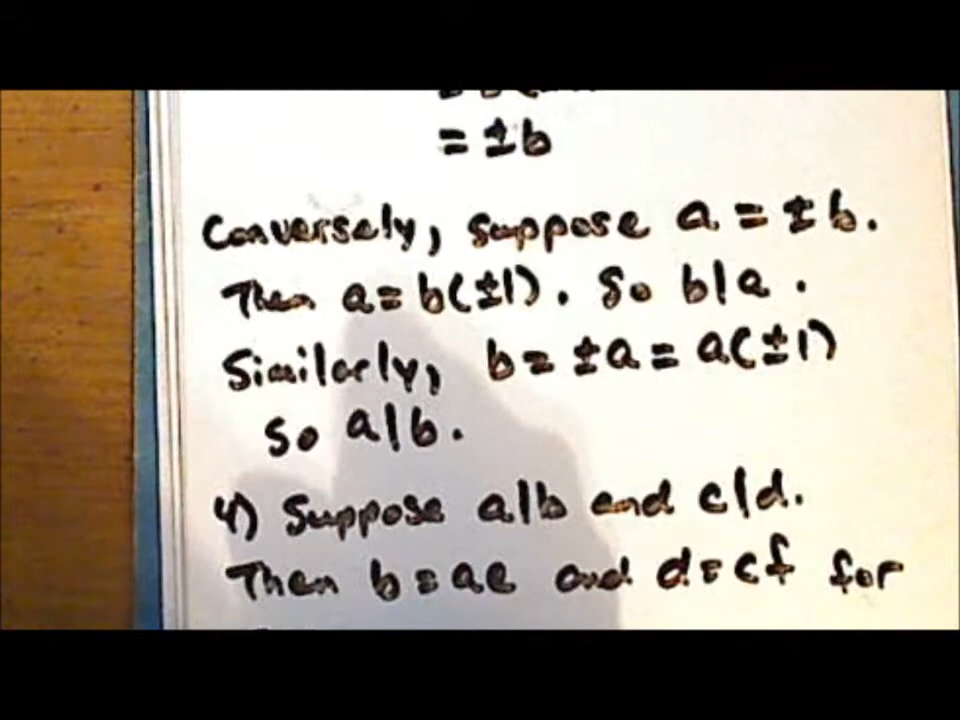 = ±b
Conversely, suppose a = ±b.
Then a = b(±1). So b|a.
Similarly, b = ±a = a(±1)
so a|b.
4) Suppose a|b and c|d.
Then b = ae and d = cf for